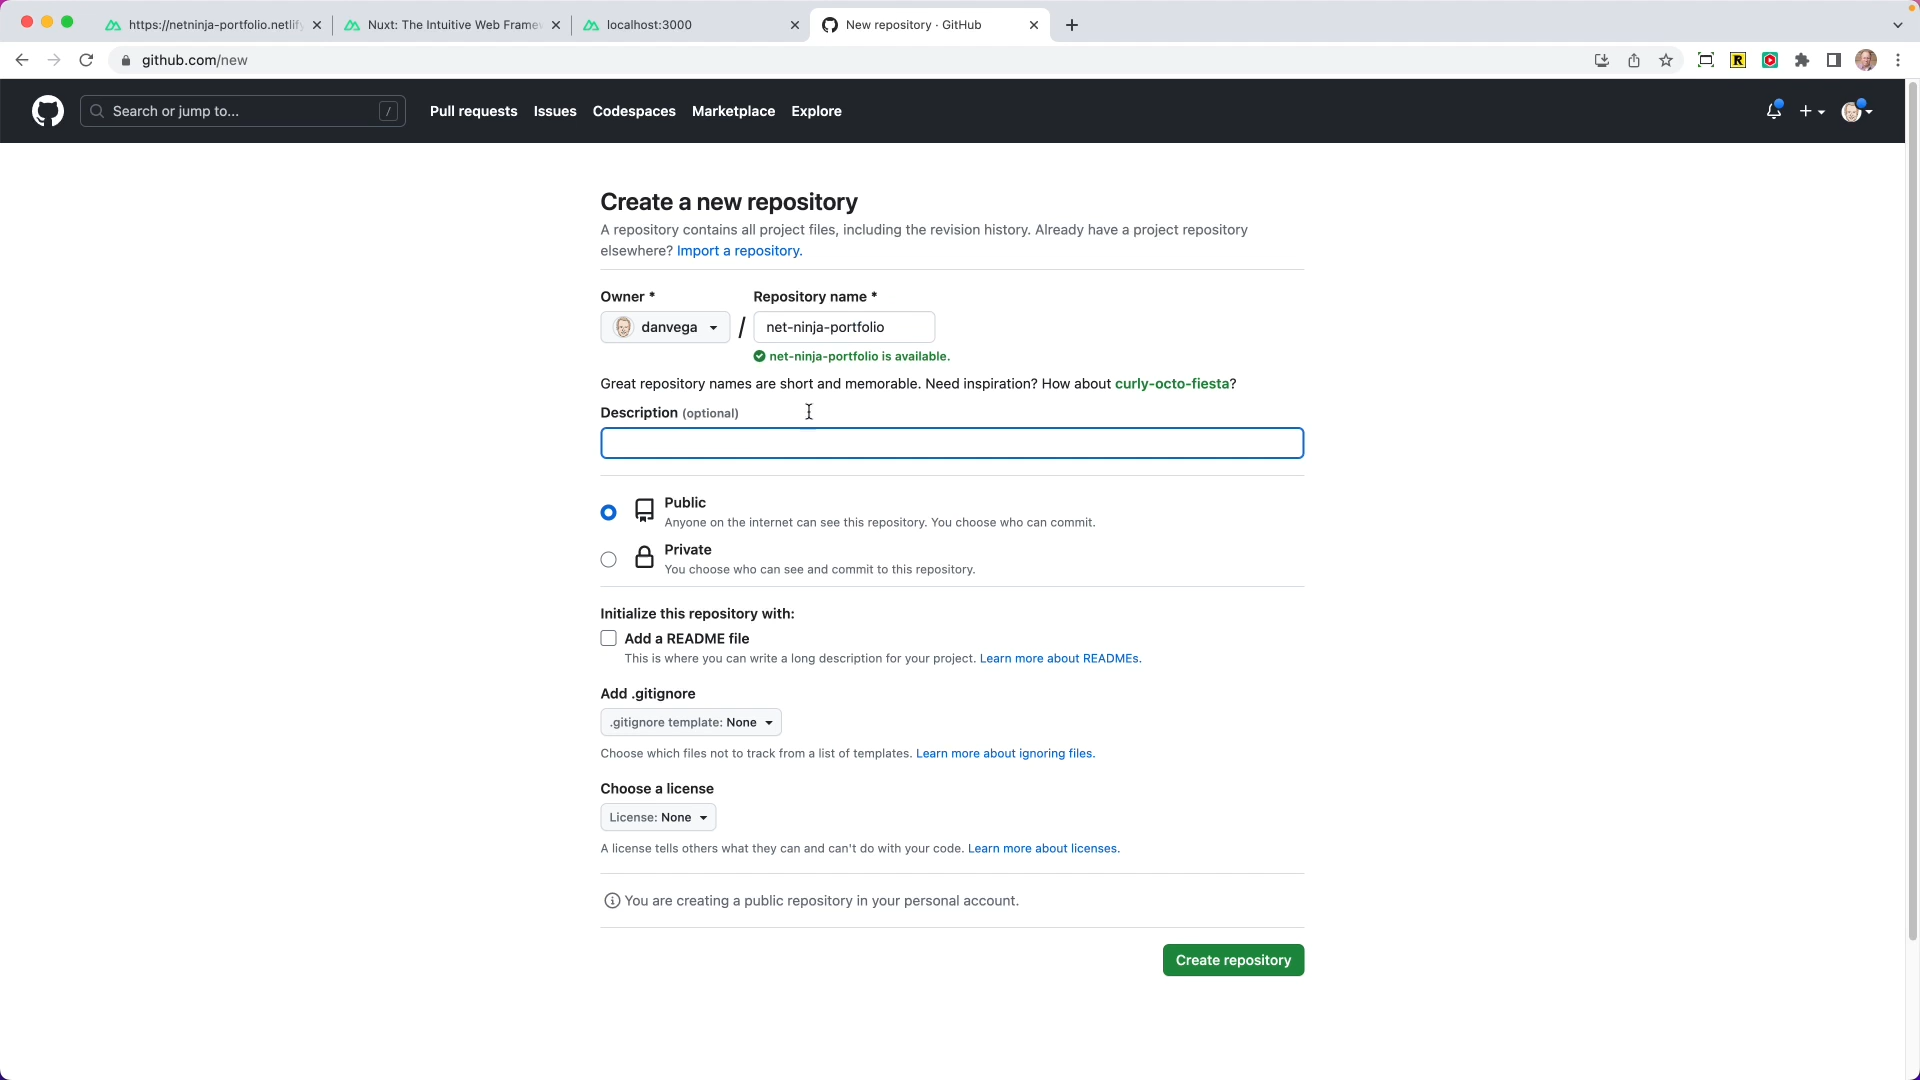 https://netninja-portfolio.netlify
Nuxt: The Intuitive Web Frame
localhost:3000
New repository · GitHub
github.com/new
R
Search or jump to...
/
Pull requests
Issues
Codespaces
Marketplace
Explore
Create a new repository
A repository contains all project files, including the revision history. Already have a project repository
elsewhere? Import a repository.
Owner *
Repository name *
danvega
/
net-ninja-portfolio
net-ninja-portfolio is available.
Great repository names are short and memorable. Need inspiration? How about curly-octo-fiesta?
Description (optional)
Public
Anyone on the internet can see this repository. You choose who can commit.
Private
You choose who can see and commit to this repository.
Initialize this repository with:
Add a README file
This is where you can write a long description for your project. Learn more about READMEs.
Add .gitignore
.gitignore template: None
Choose which files not to track from a list of templates. Learn more about ignoring files.
Choose a license
License: None
A license tells others what they can and can't do with your code. Learn more about licenses.
You are creating a public repository in your personal account.
Create repository